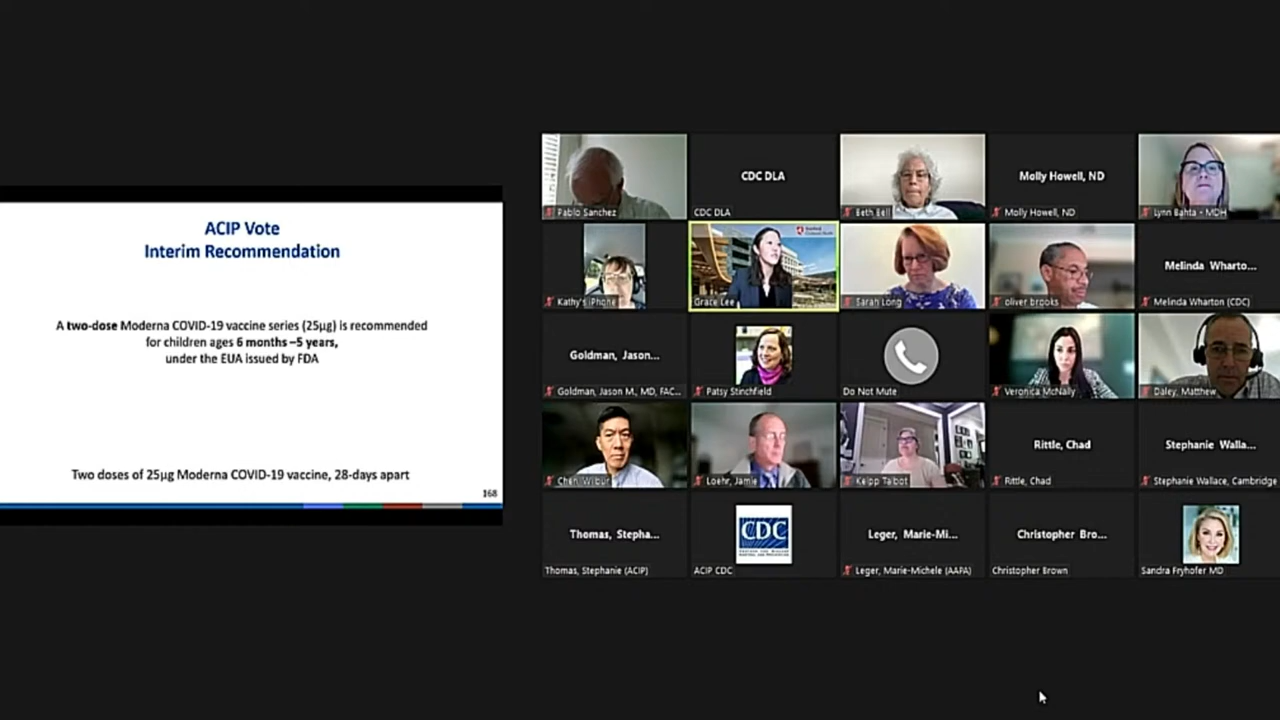 ACIP Vote
Interim Recommendation
A two-dose Moderna COVID-19 vaccine series (25µg) is recommended
for children ages 6 months –5 years,
under the EUA issued by FDA
Two doses of 25µg Moderna COVID-19 vaccine, 28-days apart
168
Pablo Sanchez
CDC DLA
CDC DLA
Beth Bell
Molly Howell, ND
Molly Howell, ND
Lynn Bahta - MDH
Kathy's iPhone
Grace Lee
Sarah Long
oliver brooks
Melinda Wharto...
Melinda Wharton (CDC)
Goldman, Jason...
Goldman, Jason M., MD, FAC...
Patsy Stinchfield
Do Not Mute
Veronica McNally
Daley, Matthew
Chen, Wilbur
Loehr, Jamie
Keipp Talbot
Rittle, Chad
Rittle, Chad
Stephanie Walla...
Stephanie Wallace, Cambridge
Thomas, Stepha...
Thomas, Stephanie (ACIP)
CDC
ACIP CDC
Leger, Marie-Mi...
Leger, Marie-Michele (AAPA)
Christopher Bro...
Christopher Brown
Sandra Fryhofer MD